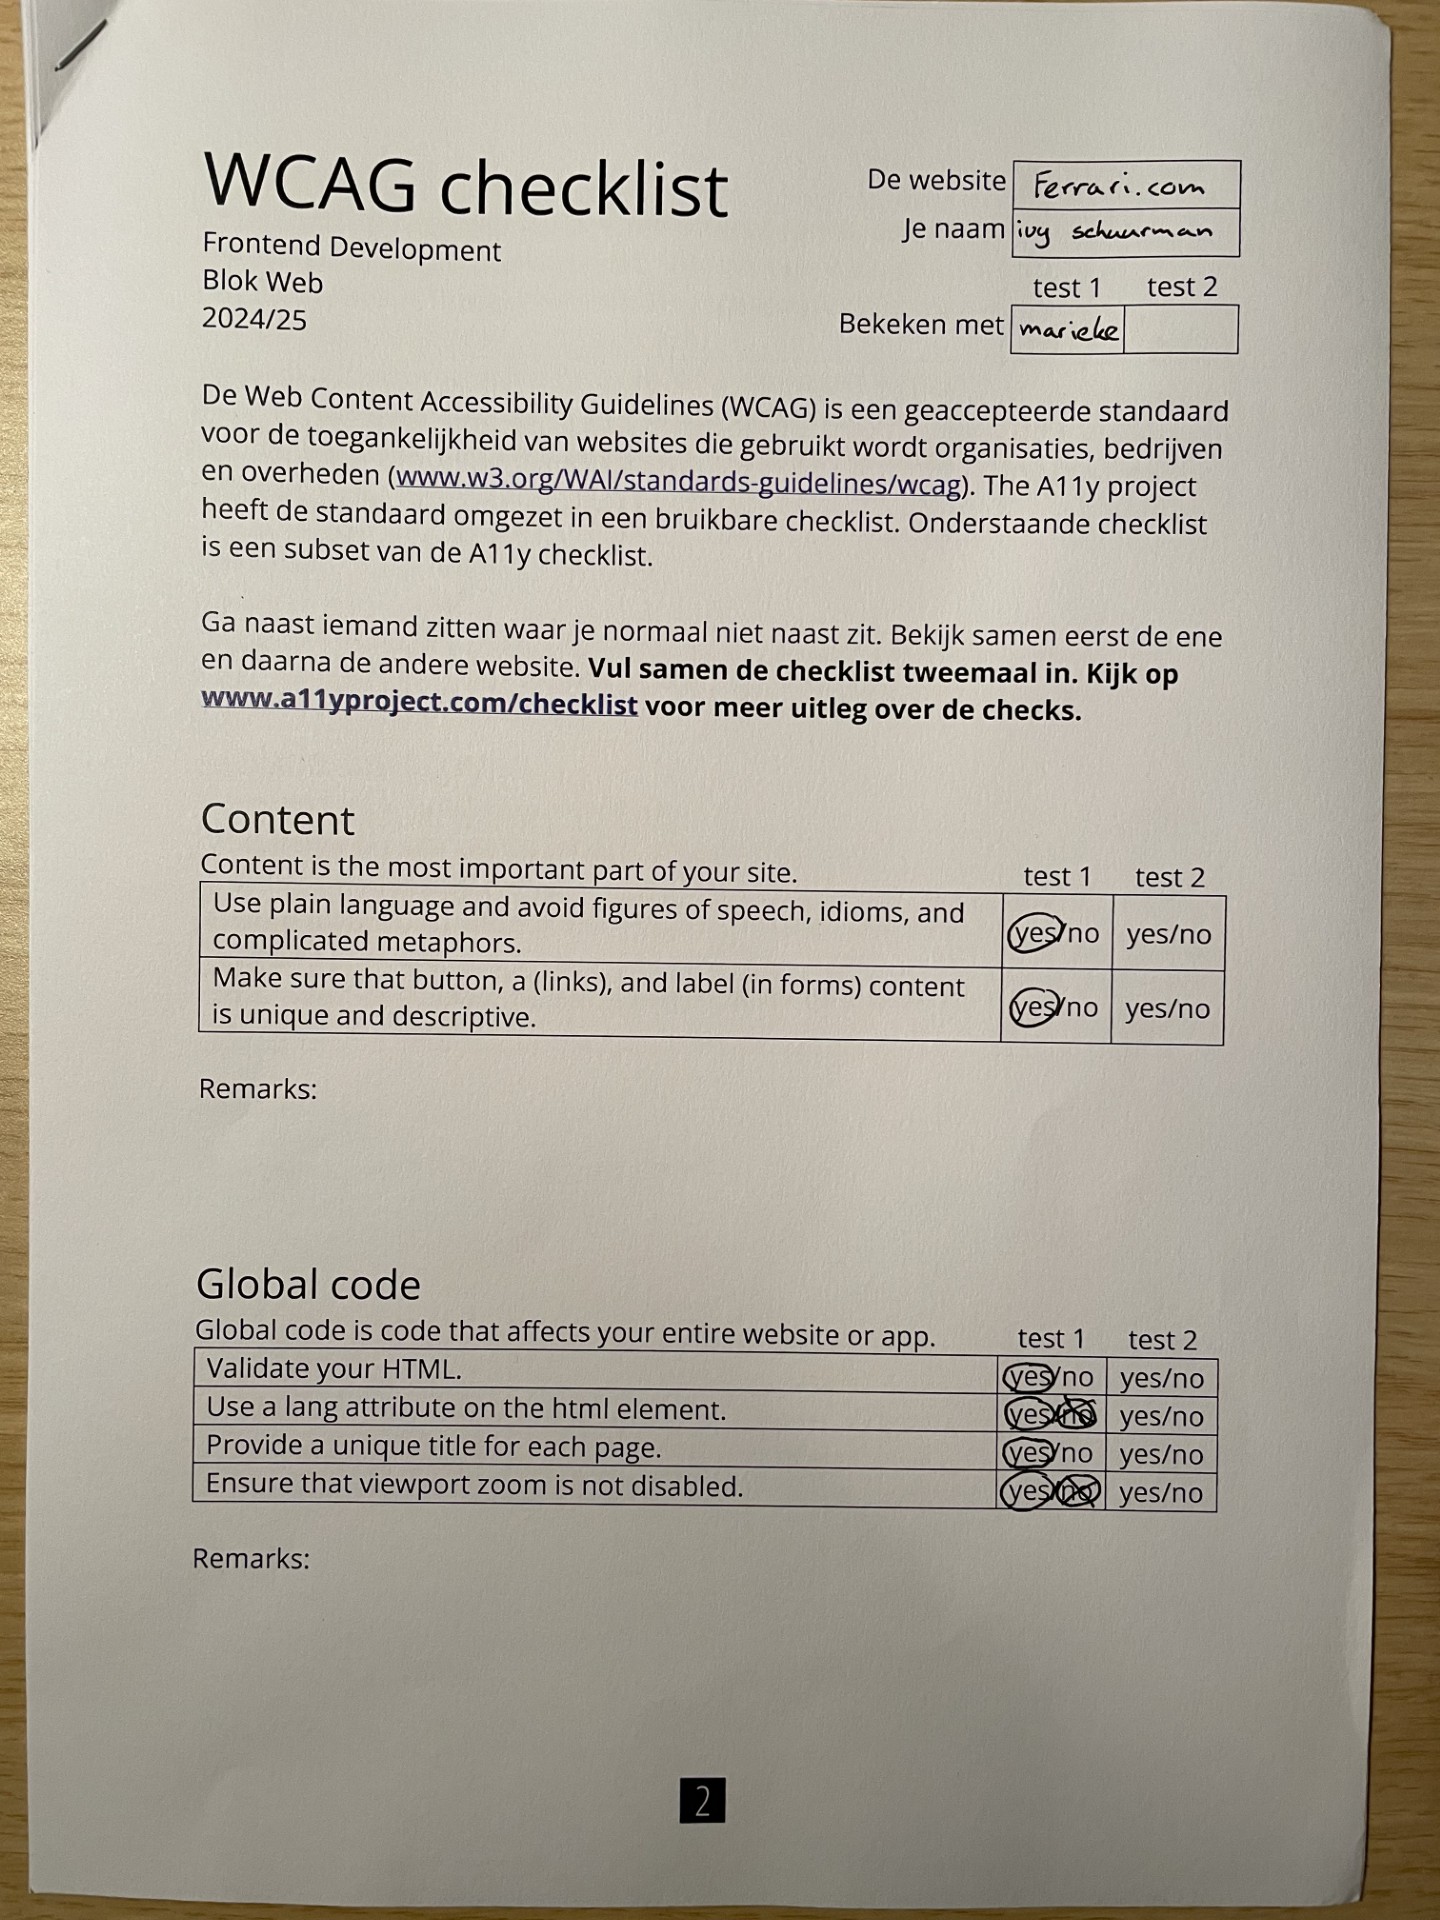 WCAG checklist
Frontend Development
Blok Web
2024/25
De website Ferrari.com
Je naam ivy schuurman
test 1 test 2
Bekeken met marieke
De Web Content Accessibility Guidelines (WCAG) is een geaccepteerde standaard
voor de toegankelijkheid van websites die gebruikt wordt organisaties, bedrijven
en overheden (www.w3.org/WAI/standards-guidelines/wcag). The A11y project
heeft de standaard omgezet in een bruikbare checklist. Onderstaande checklist
is een subset van de A11y checklist.
Ga naast iemand zitten waar je normaal niet naast zit. Bekijk samen eerst de ene
en daarna de andere website. Vul samen de checklist tweemaal in. Kijk op
www.a11yproject.com/checklist voor meer uitleg over de checks.
Content
Content is the most important part of your site. test 1 test 2
Use plain language and avoid figures of speech, idioms, and
complicated metaphors. yes/no yes/no
Make sure that button, a (links), and label (in forms) content
is unique and descriptive. yes/no yes/no
Remarks:
Global code
Global code is code that affects your entire website or app. test 1 test 2
Validate your HTML. yes/no yes/no
Use a lang attribute on the html element. yes/no yes/no
Provide a unique title for each page. yes/no yes/no
Ensure that viewport zoom is not disabled. yes/no yes/no
Remarks:
2